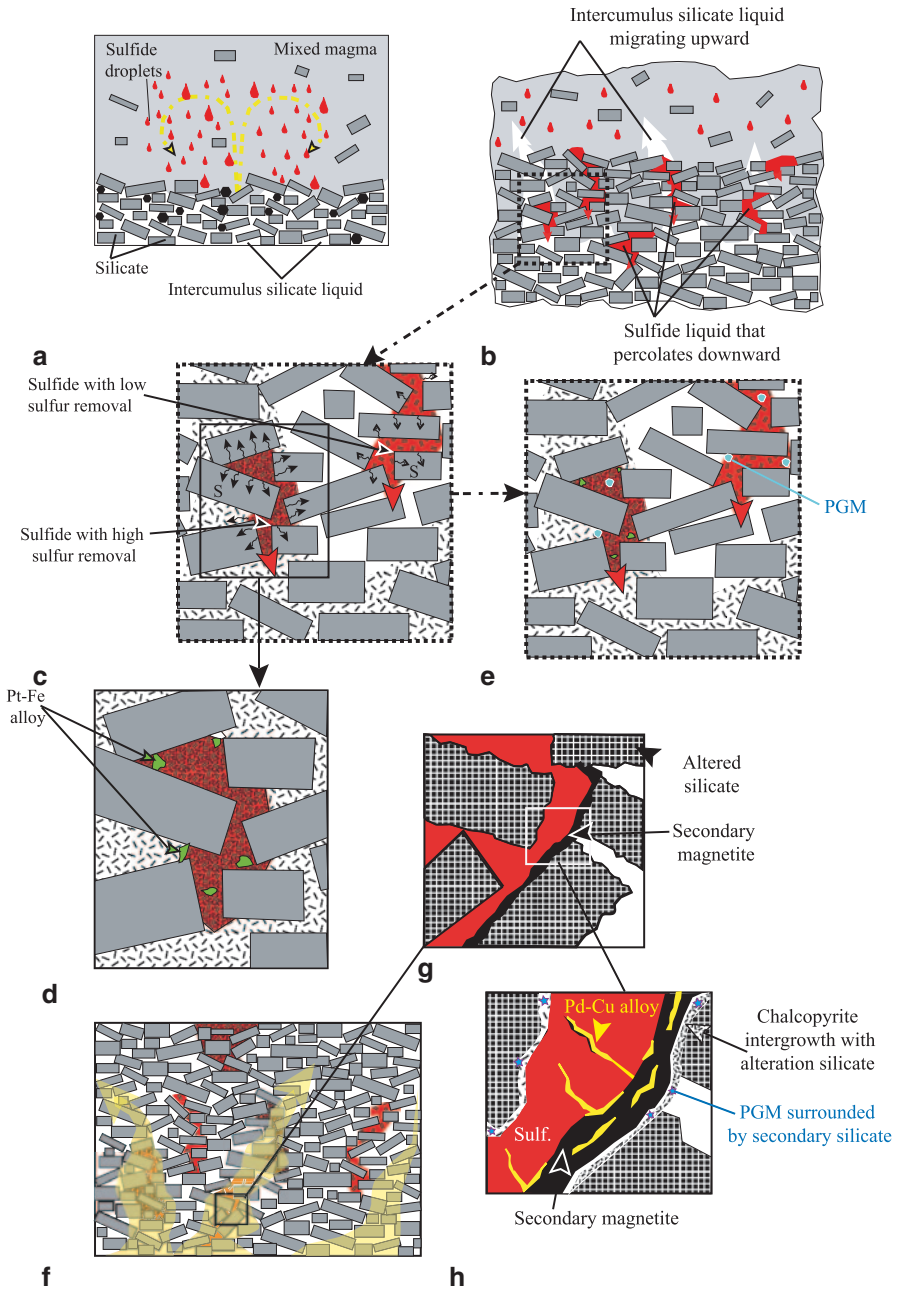 Sulfide
droplets
Mixed magma
Silicate
Intercumulus silicate liquid
a
Intercumulus silicate liquid
migrating upward
Sulfide liquid that
percolates downward
b
Sulfide with low
sulfur removal
S
S
Sulfide with high
sulfur removal
c
PGM
e
Pt-Fe
alloy
d
Altered
silicate
Secondary
magnetite
g
f
Pd-Cu alloy
Sulf.
Chalcopyrite
intergrowth with
alteration silicate
PGM surrounded
by secondary silicate
Secondary magnetite
h